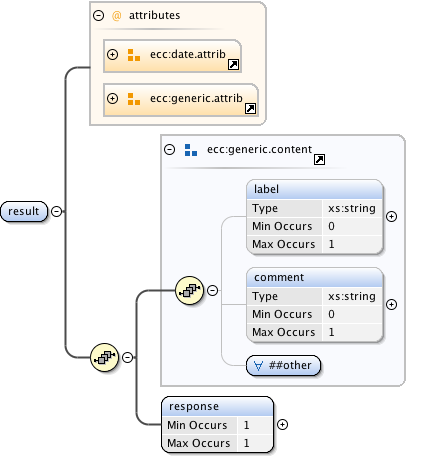 @ attributes
ecc:date.attrib
ecc:generic.attrib
ecc:generic.content
label
Type xs:string
Min Occurs 0
Max Occurs 1
result
comment
Type xs:string
Min Occurs 0
Max Occurs 1
∀ ##other
response
Min Occurs 1
Max Occurs 1